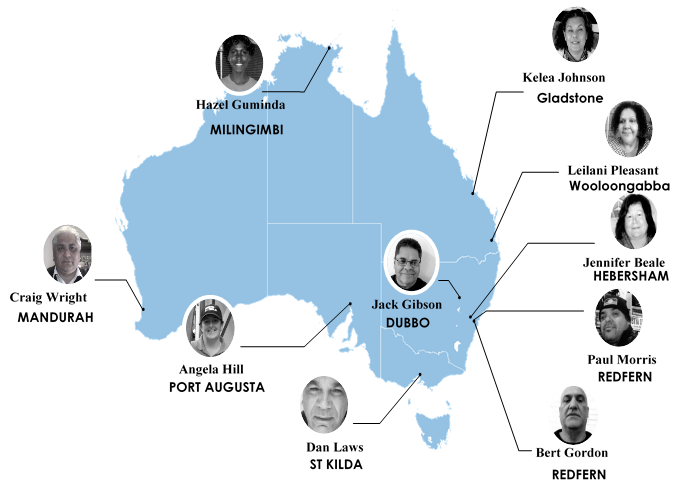 Kelea Johnson
Gladstone
Hazel Guminda
MILINGIMBI
Leilani Pleasant
Wooloongabba
Jennifer Beale
HEBERSHAM
Craig Wright
MANDURAH
Jack Gibson
DUBBO
Paul Morris
REDFERN
Angela Hill
PORT AUGUSTA
Dan Laws
ST KILDA
Bert Gordon
REDFERN